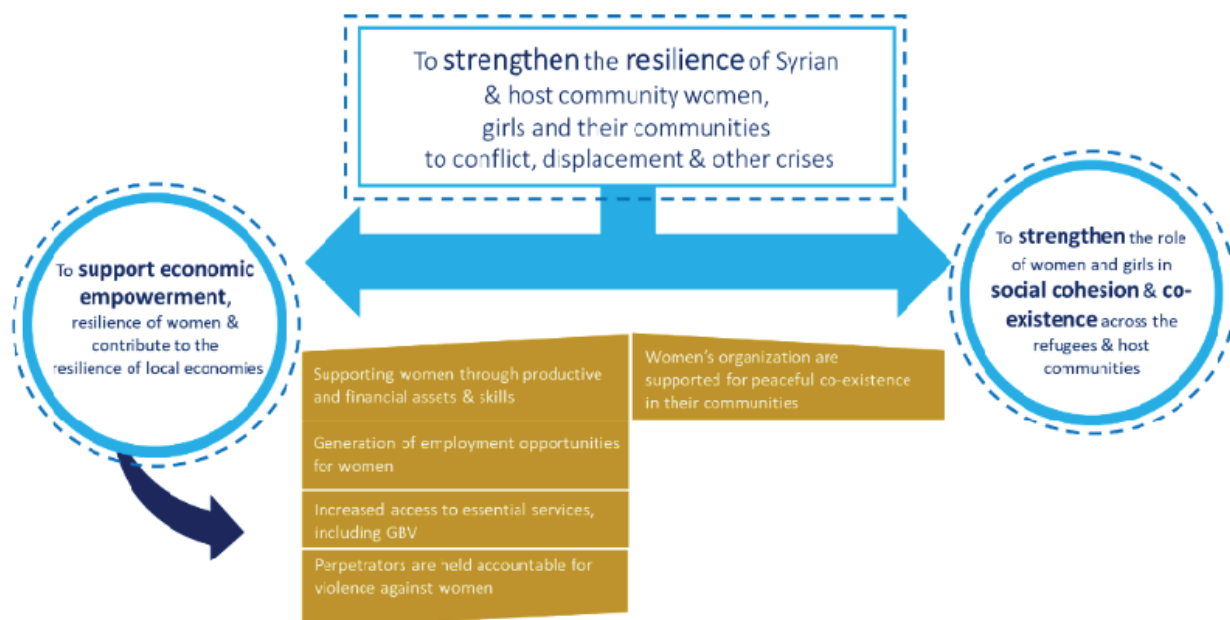 To strengthen the resilience of Syrian
& host community women,
girls and their communities
to conflict, displacement & other crises
To support economic
empowerment,
resilience of women &
contribute to the
resilience of local economies
To strengthen the role
of women and girls in
social cohesion & co-
existence across the
refugees & host
communities
Supporting women through productive
and financial assets & skills
Generation of employment opportunities
for women
Increased access to essential services,
including GBV
Perpetrators are held accountable for
violence against women
Women's organization are
supported for peaceful co-existence
in their communities